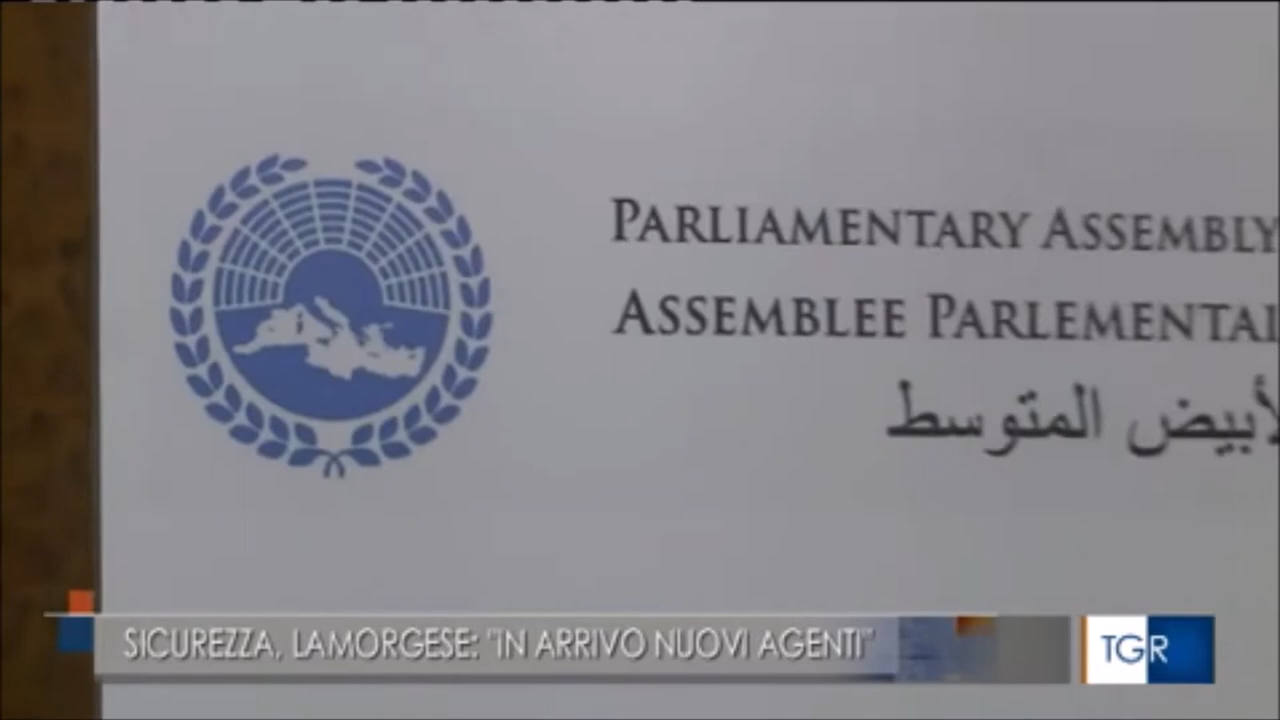 PARLIAMENTARY ASSEMBLY
ASSEMBLEE PARLEMENTAI
لأبيض المتوسط
SICUREZZA, LAMORGESE: "IN ARRIVO NUOVI AGENTI"
TGR